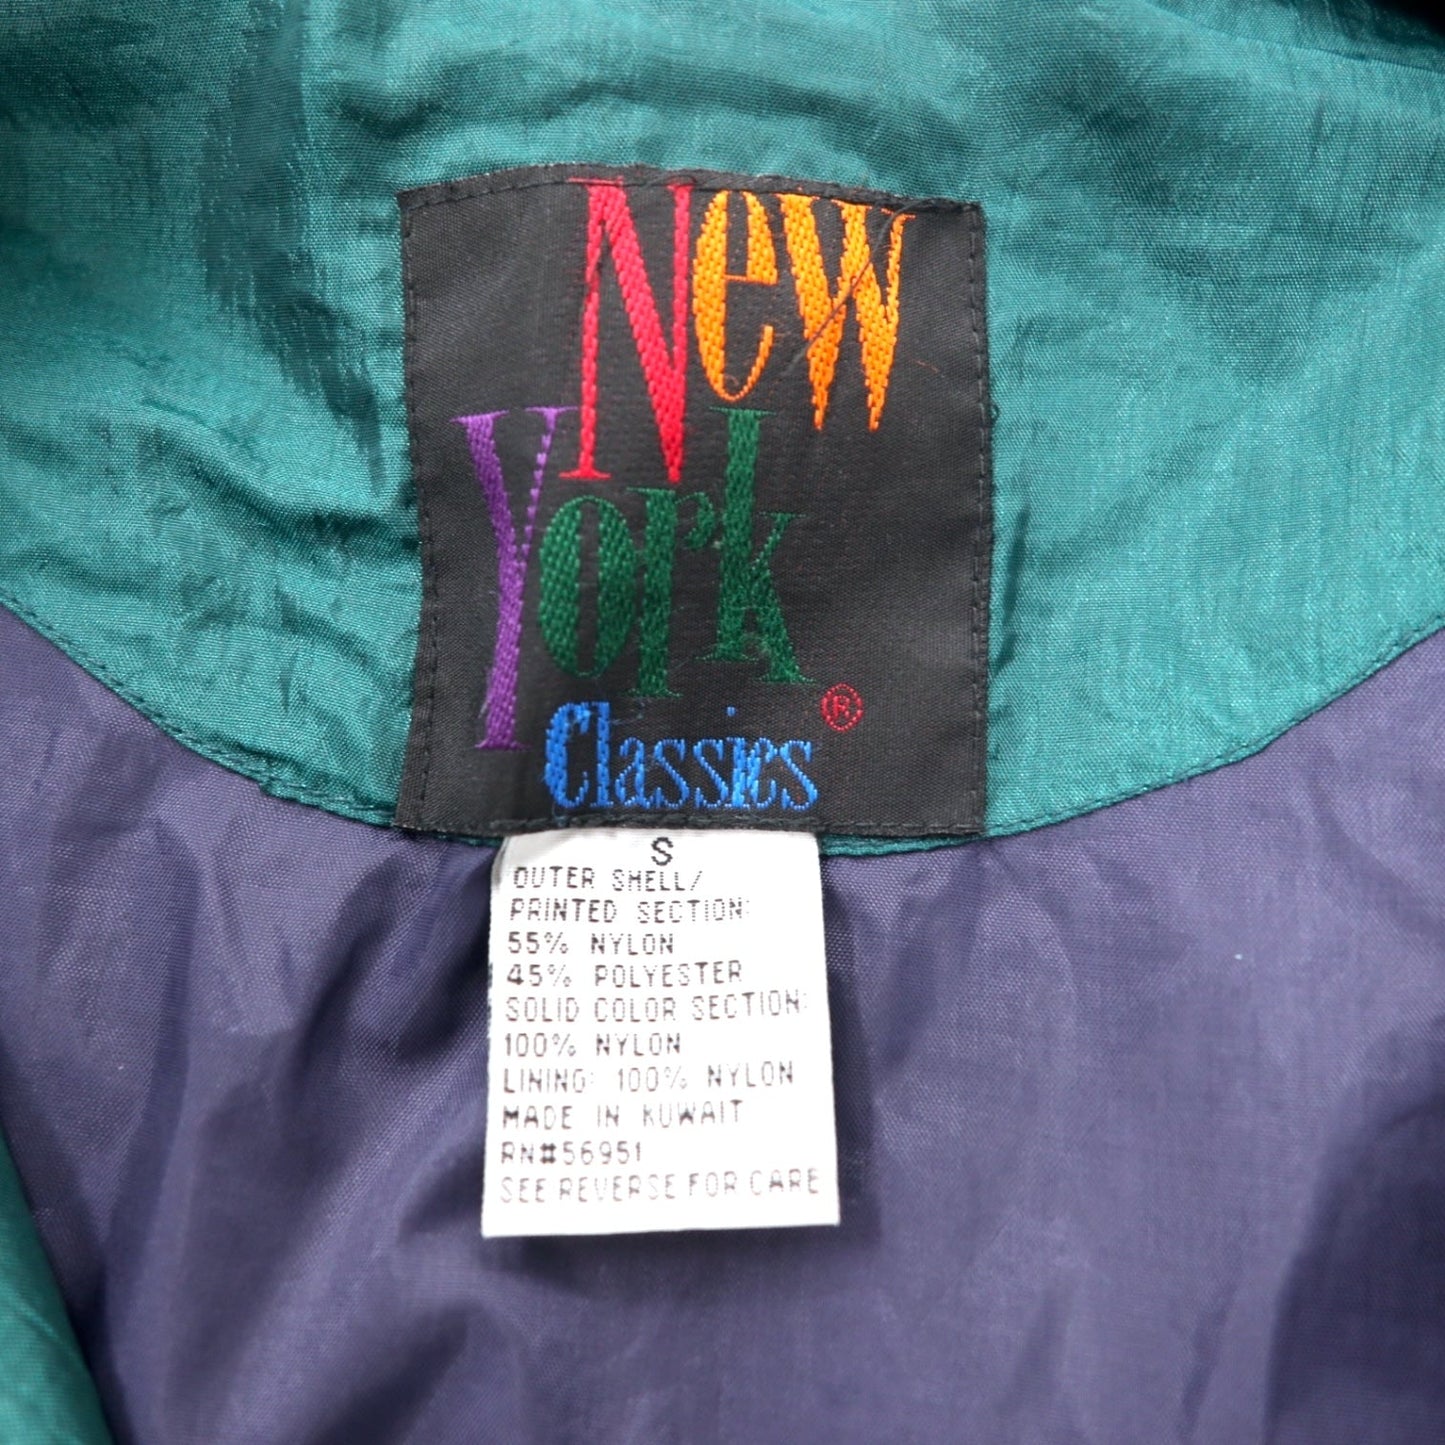 New
York
Classics ®
S
OUTER SHELL/
PRINTED SECTION:
55% NYLON
45% POLYESTER
SOLID COLOR SECTION:
100% NYLON
LINING: 100% NYLON
MADE IN KUWAIT
RN#56951
SEE REVERSE FOR CARE